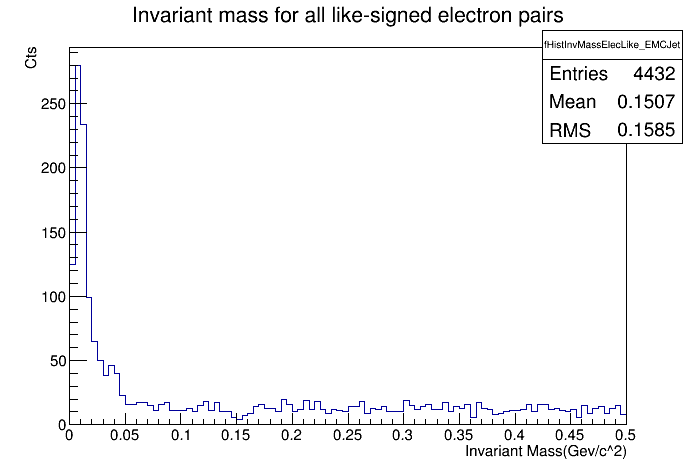 Invariant mass for all like-signed electron pairs
fHistInvMassElecLike_EMCJet
Entries 4432
Mean 0.1507
RMS 0.1585
Cts
250
200
150
100
50
0
0 0.05 0.1 0.15 0.2 0.25 0.3 0.35 0.4 0.45 0.5
Invariant Mass(Gev/c^2)